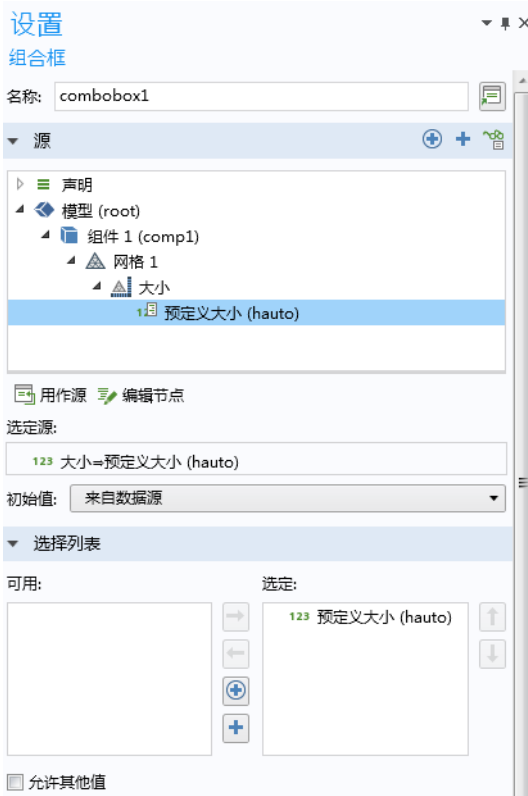 设置
组合框
名称: combobox1
源
声明
模型 (root)
组件 1 (comp1)
网格 1
大小
预定义大小 (hauto)
用作源 编辑节点
选定源:
123 大小=预定义大小 (hauto)
初始值: 来自数据源
选择列表
可用: 选定:
123 预定义大小 (hauto)
允许其他值